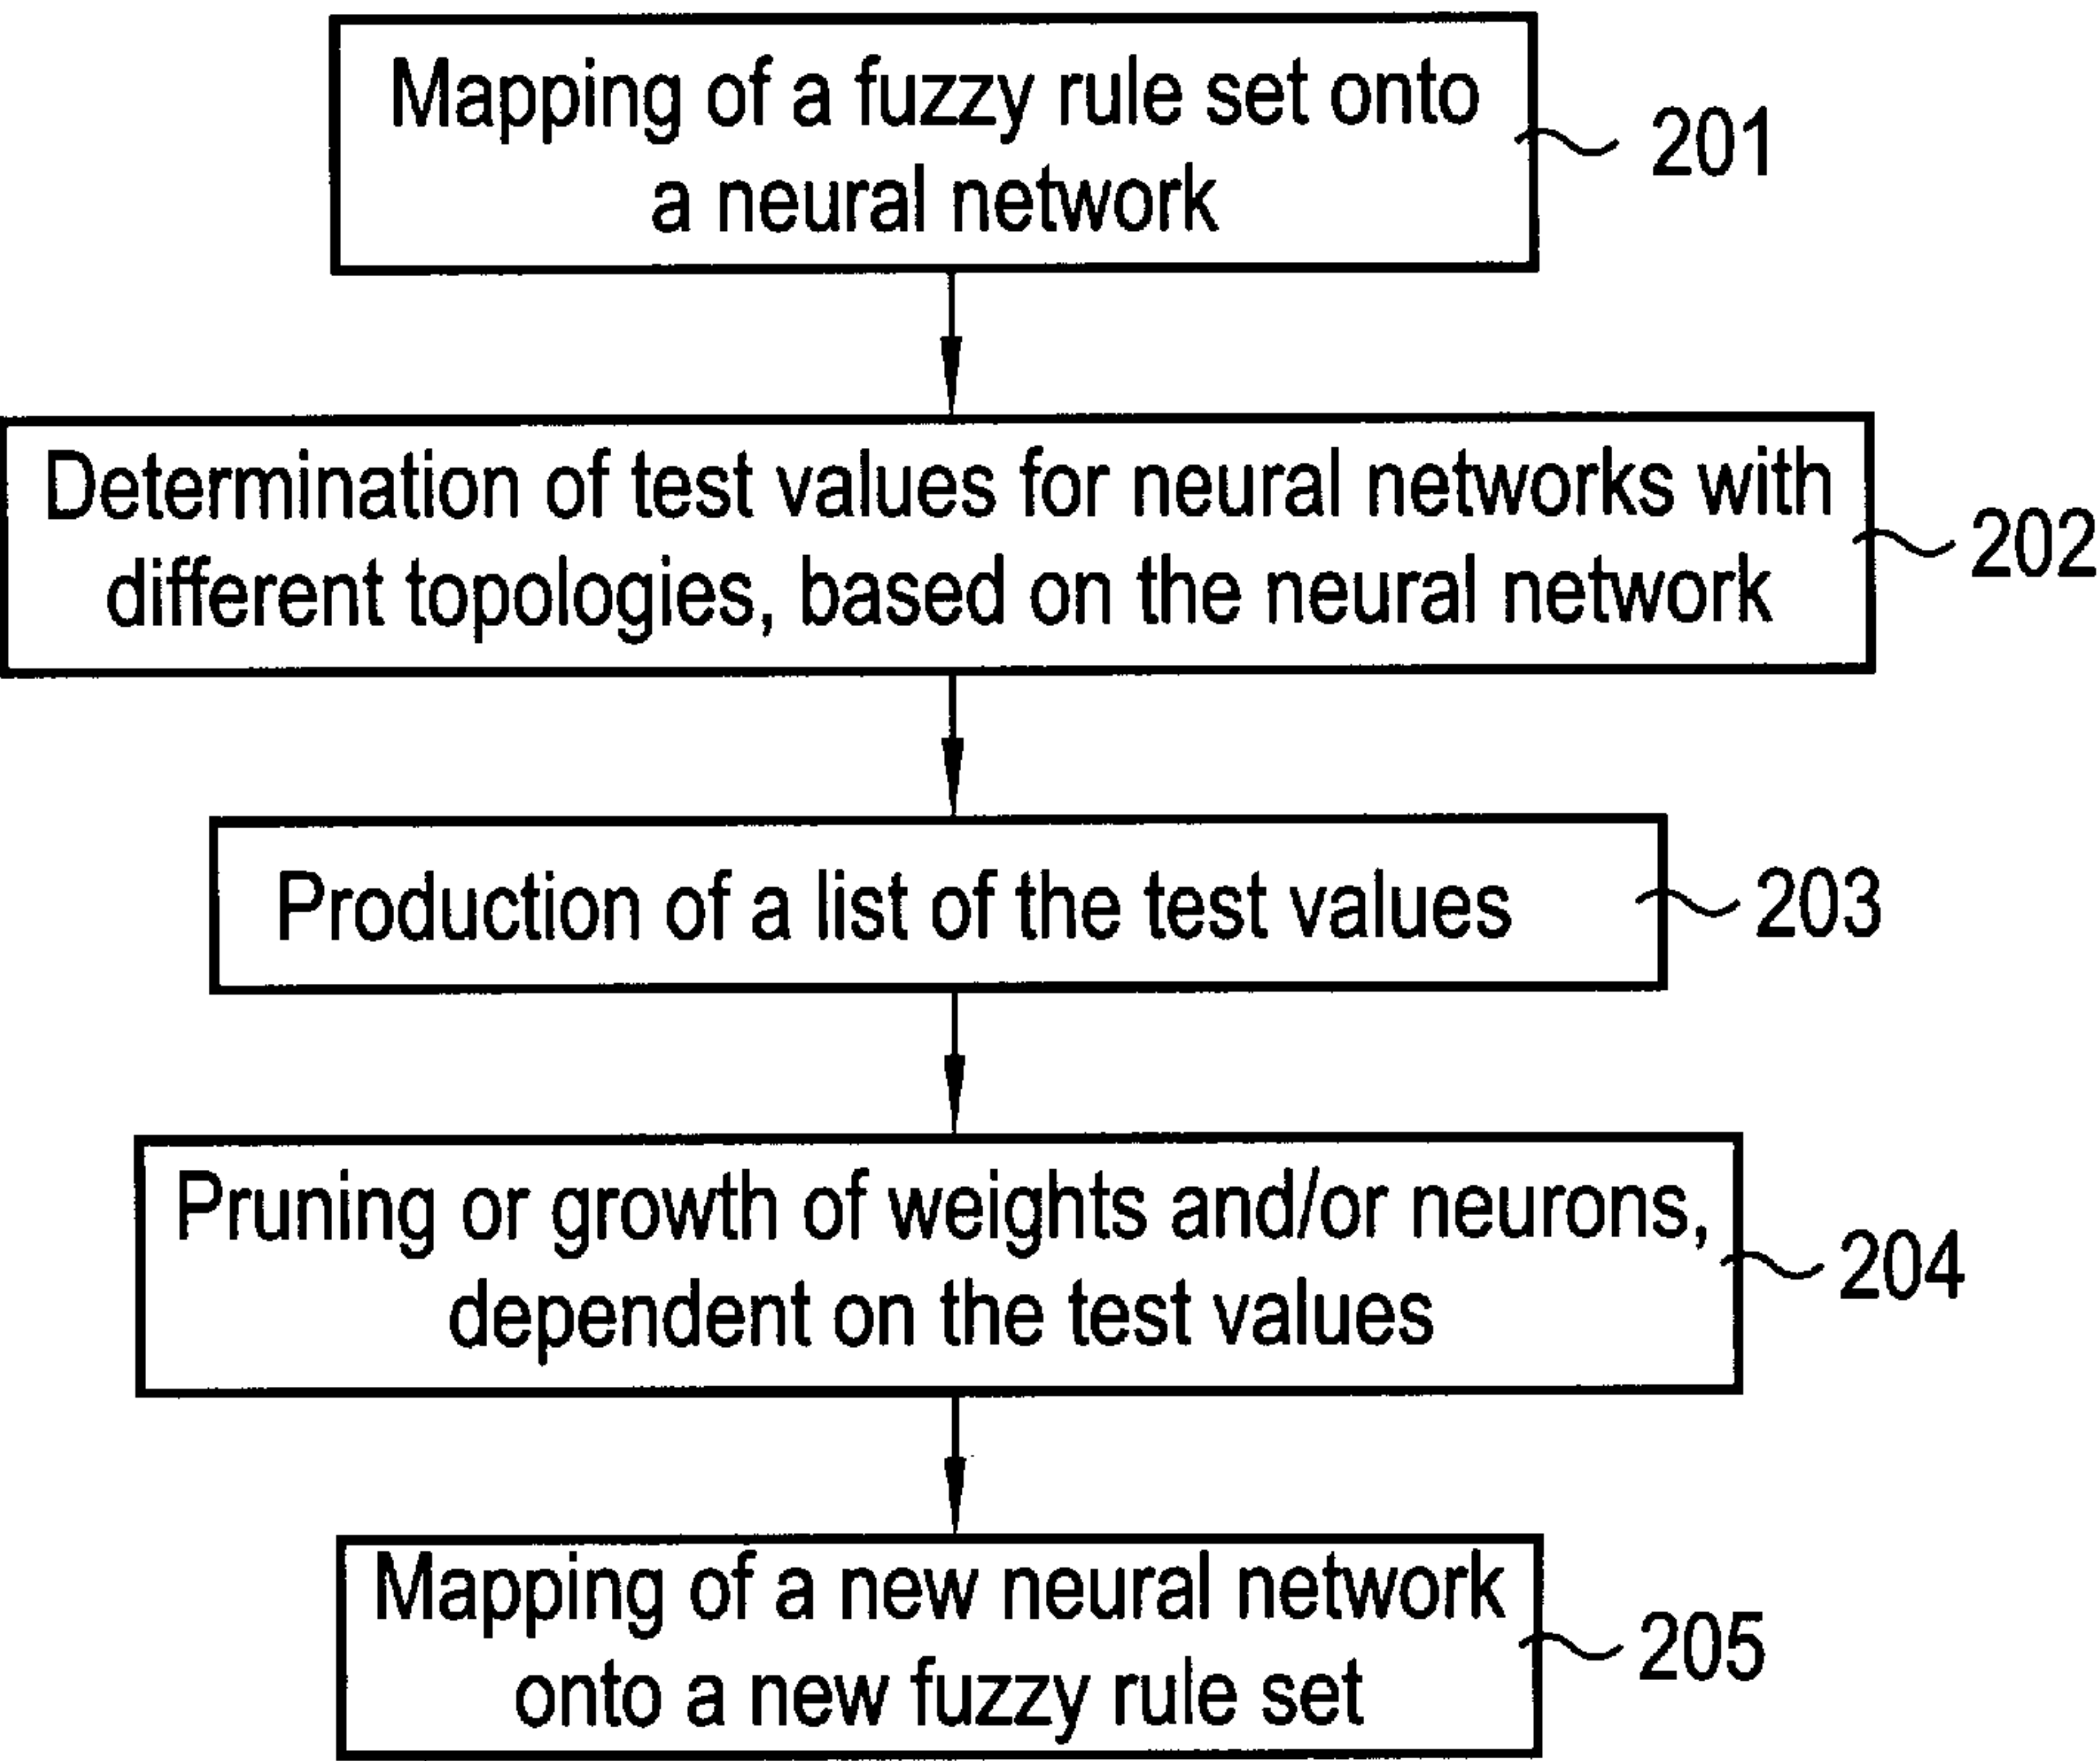 Mapping of a fuzzy rule set onto
a neural network
201
Determination of test values for neural networks with
different topologies, based on the neural network
202
Production of a list of the test values
203
Pruning or growth of weights and/or neurons,
dependent on the test values
204
Mapping of a new neural network
onto a new fuzzy rule set
205